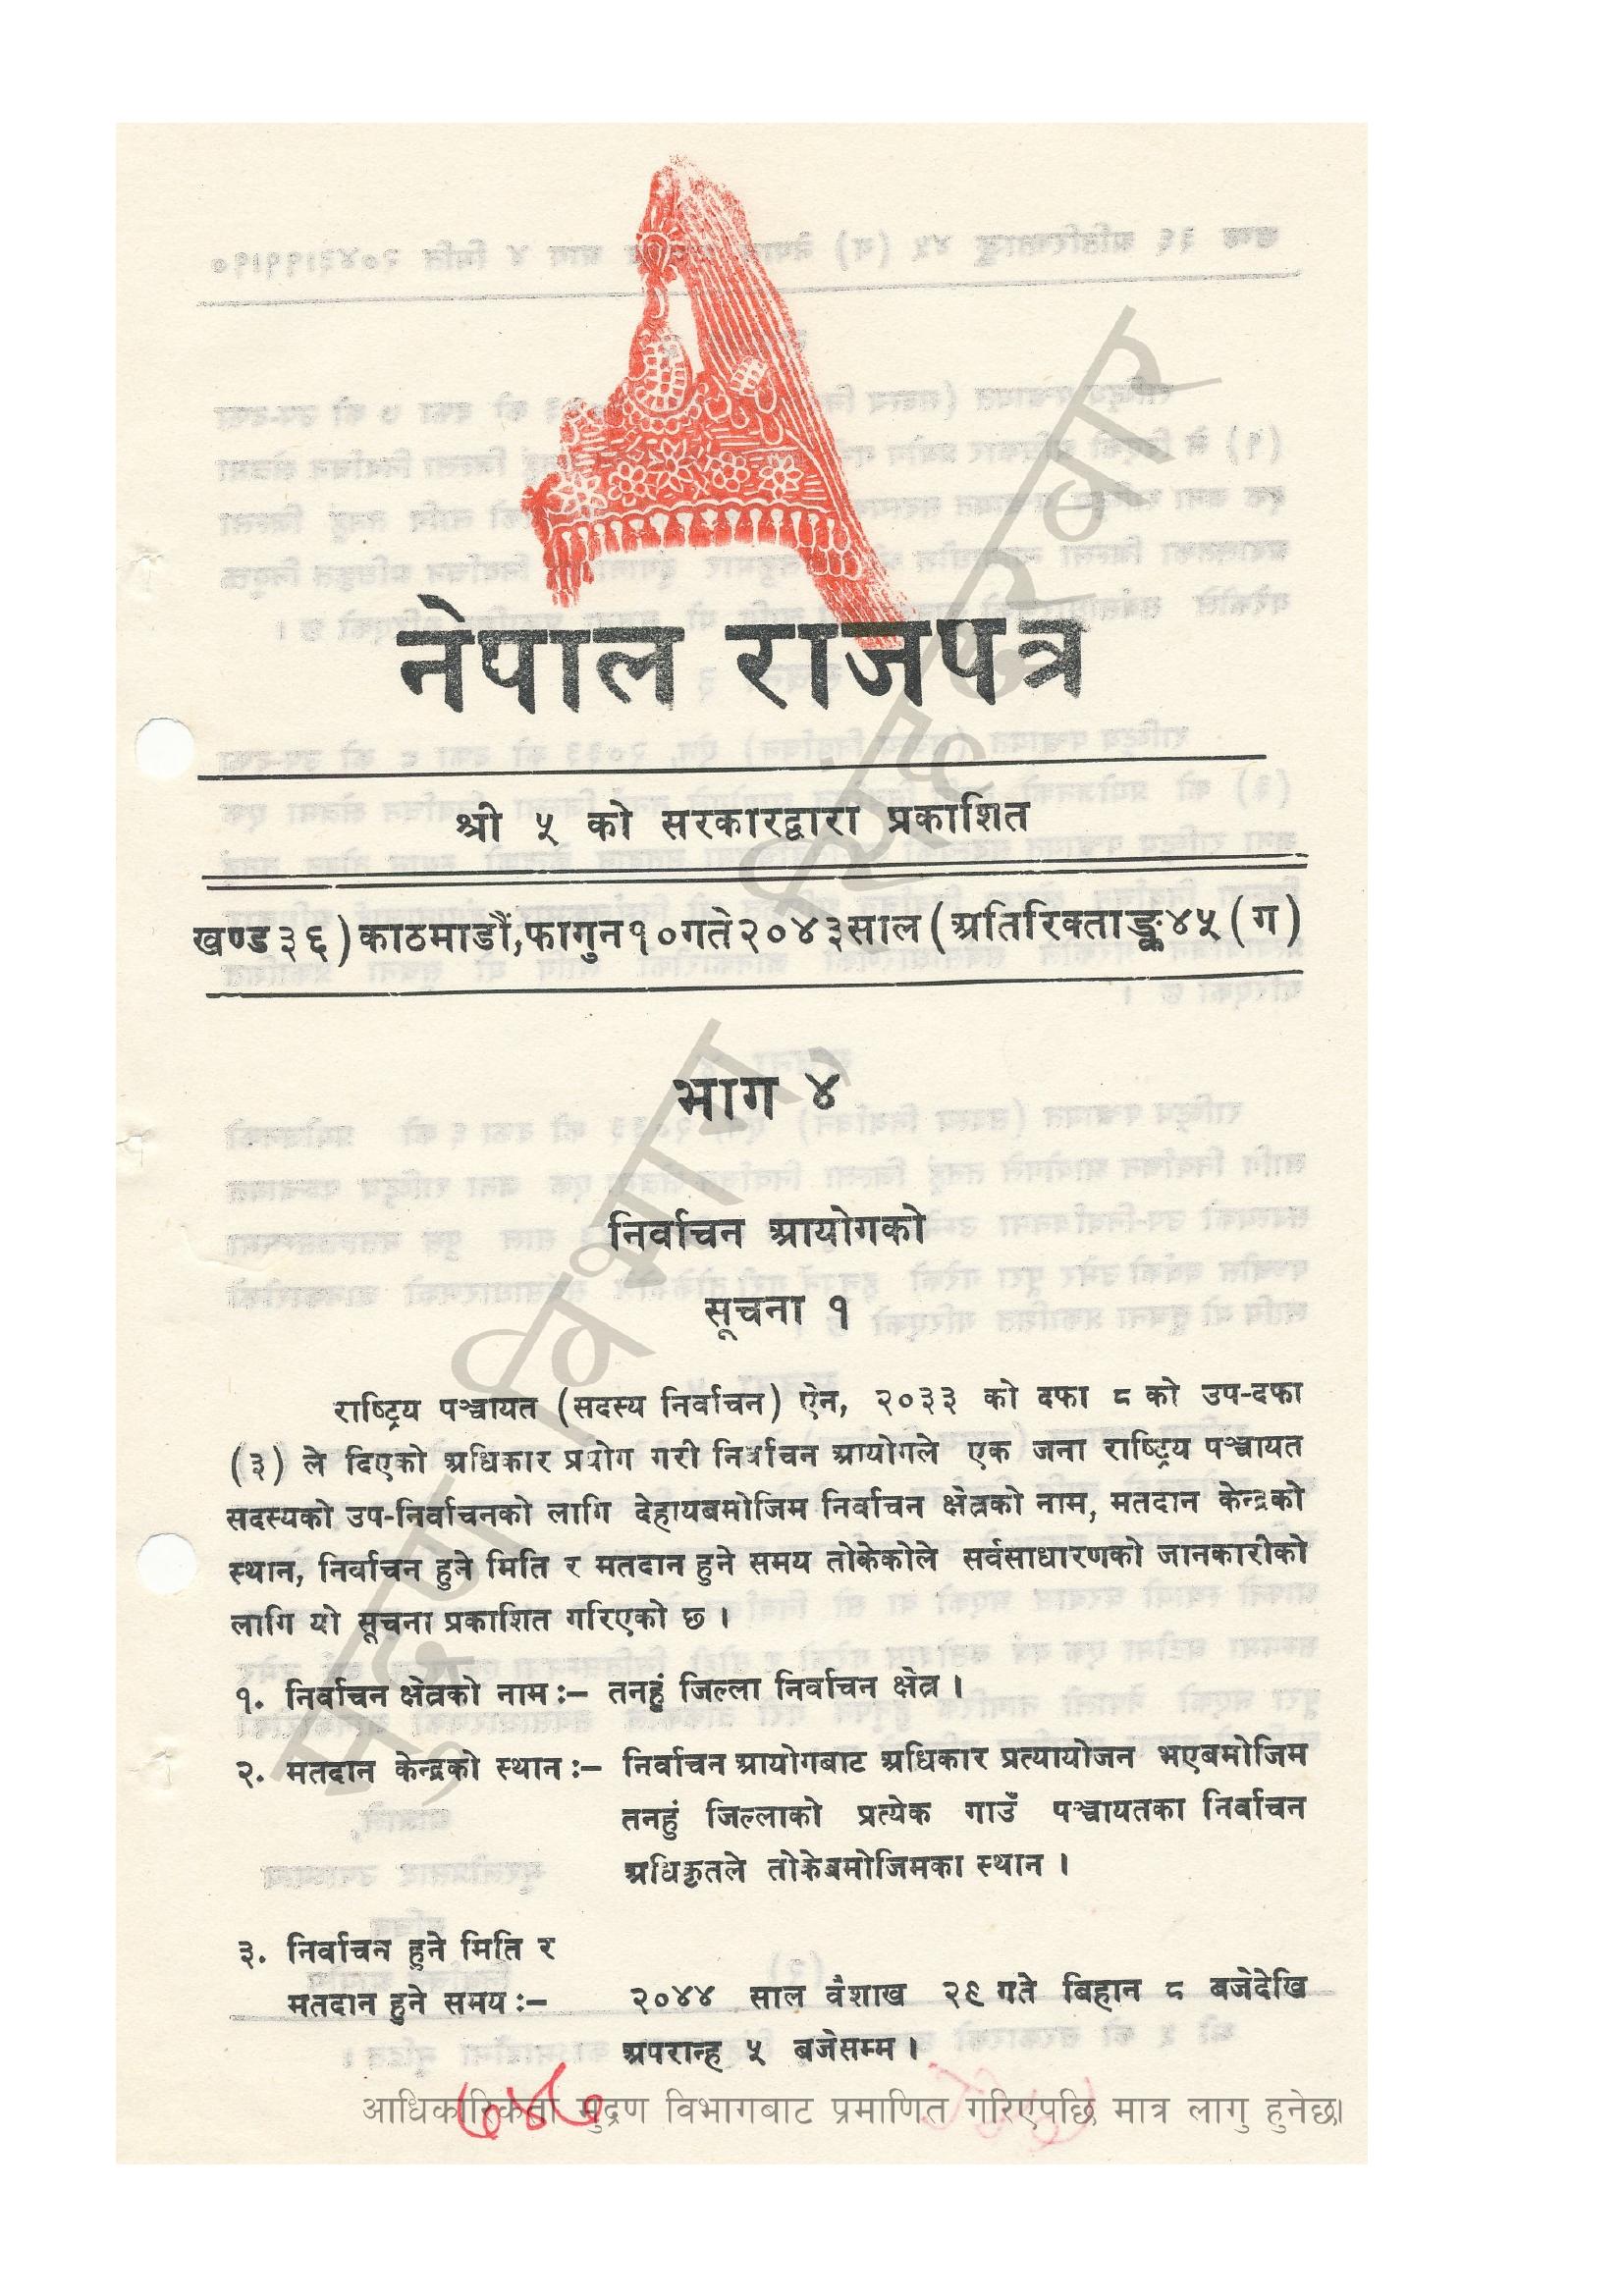 नेपाल राजपत्र
श्री ५ को सरकारद्वारा प्रकाशित
खण्ड ३६) काठमाडौं, फागुन १० गते २०४३ साल (अतिरिक्ताङ्क ४५ (ग)
भाग ४
निर्वाचन आयोगको
सूचना १
राष्ट्रिय पञ्चायत (सदस्य निर्वाचन) ऐन, २०३३ को दफा ८ को उप-दफा
(३) ले दिएको अधिकार प्रयोग गरी निर्वाचन आयोगले एक जना राष्ट्रिय पञ्चायत
सदस्यको उप-निर्वाचनको लागि देहायबमोजिम निर्वाचन क्षेत्रको नाम, मतदान केन्द्रको
स्थान, निर्वाचन हुने मिति र मतदान हुने समय तोकेकोले सर्वसाधारणको जानकारीको
लागि यो सूचना प्रकाशित गरिएको छ ।
१. निर्वाचन क्षेत्रको नाम :– तनहुं जिल्ला निर्वाचन क्षेत्र ।
२. मतदान केन्द्रको स्थान :– निर्वाचन आयोगबाट अधिकार प्रत्यायोजन भएबमोजिम
तनहुं जिल्लाको प्रत्येक गाउँ पञ्चायतका निर्वाचन
अधिकृतले तोकेबमोजिमका स्थान ।
३. निर्वाचन हुने मिति र
मतदान हुने समय :– २०४४ साल वैशाख २९ गते बिहान ८ बजेदेखि
अपरान्ह ५ बजेसम्म ।
७४७
आधिकारिकता मुद्रण विभागबाट प्रमाणित गरिएपछि मात्र लागु हुनेछ।